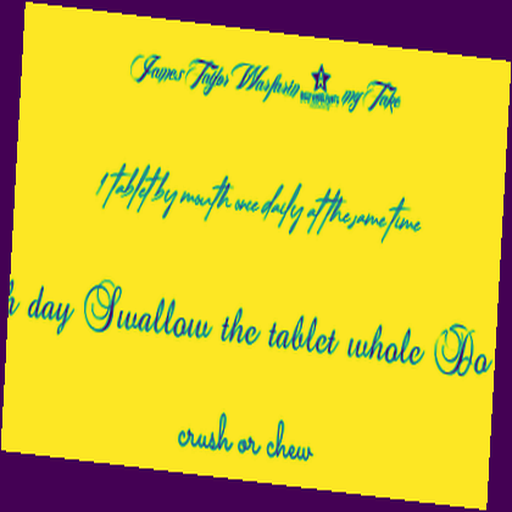 James Taylor Warfarin mg Take
1 tablet by mouth once daily at the same time
day Swallow the tablet whole Do
crush or chew